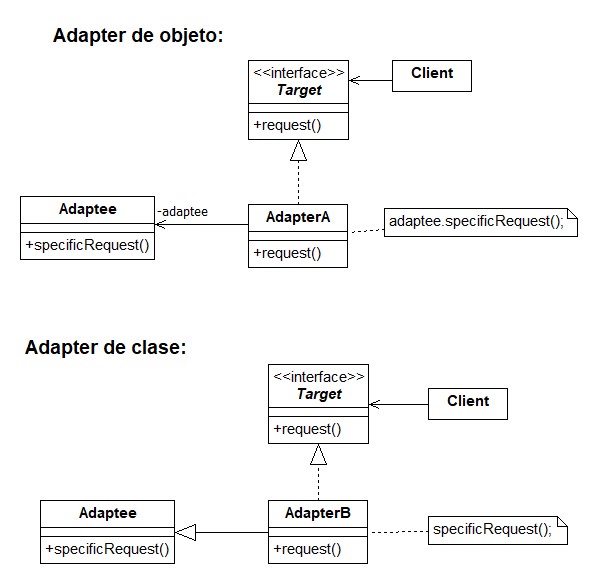 Adapter de objeto:
<<interface>>
Target
Client
+request()
Adaptee
-adaptee
AdapterA
adaptee.specificRequest();
+specificRequest()
+request()
Adapter de clase:
<<interface>>
Target
Client
+request()
Adaptee
AdapterB
specificRequest();
+specificRequest()
+request()